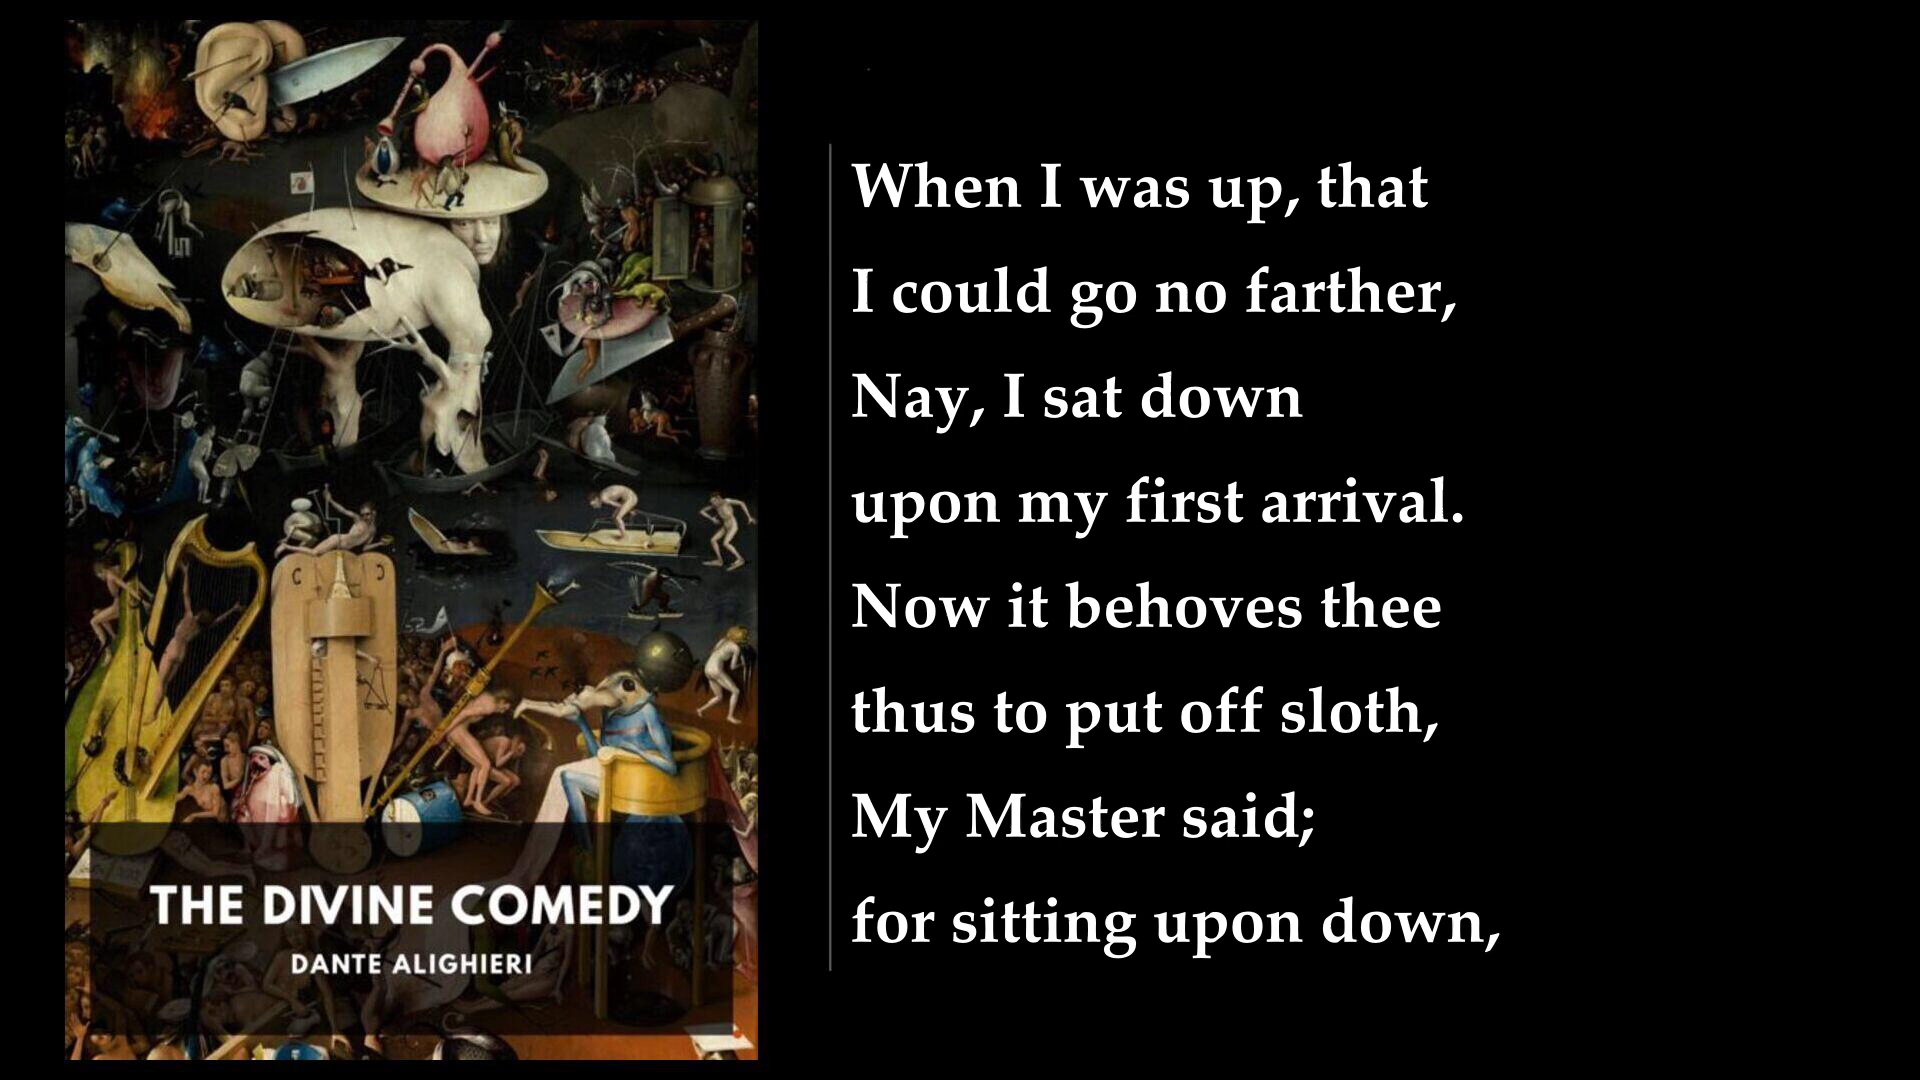 THE DIVINE COMEDY
DANTE ALIGHIERI
When I was up, that
I could go no farther,
Nay, I sat down
upon my first arrival.
Now it behoves thee
thus to put off sloth,
My Master said;
for sitting upon down,